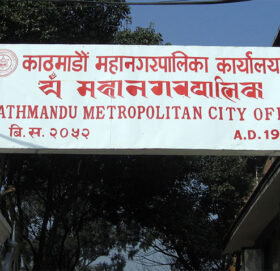 काठमाडौं महानगरपालिका कार्यालय
ATHMANDU METROPOLITAN CITY OF
बि. स. २०५२
A.D. 19